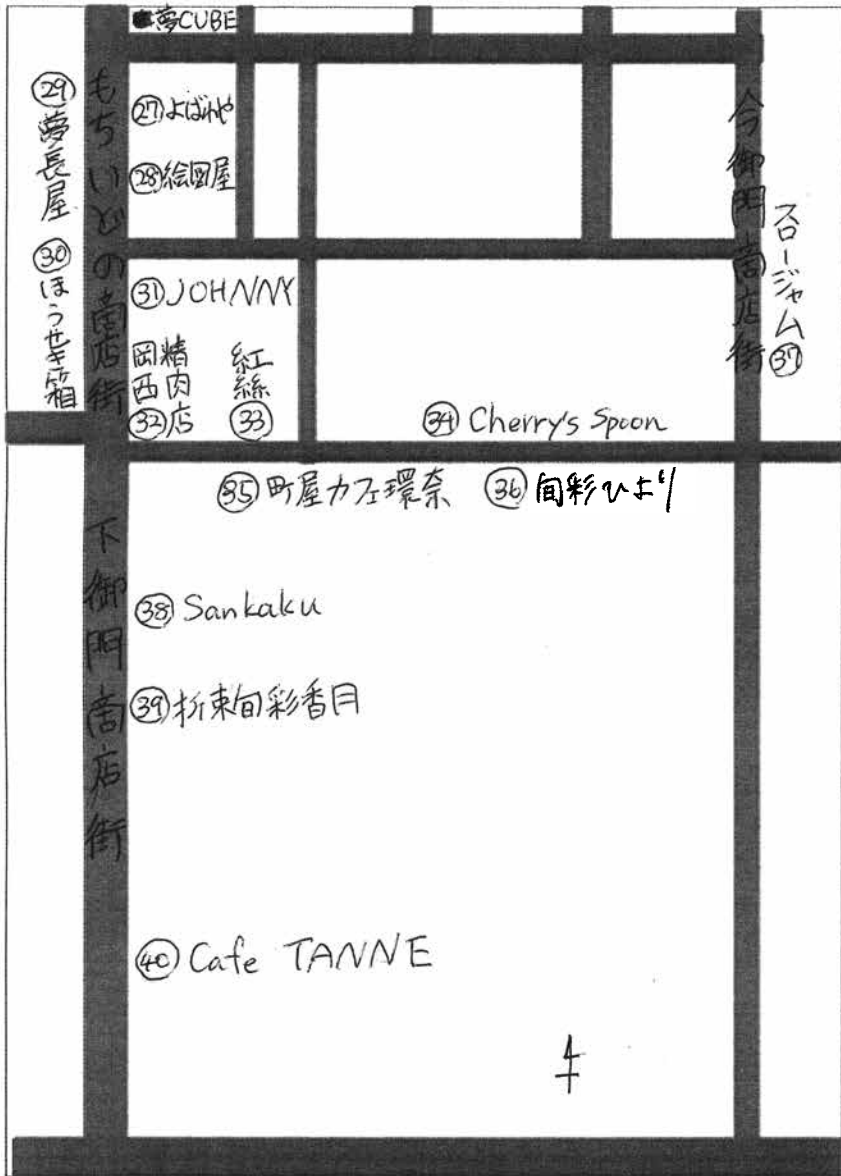 ■夢CUBE
㉗よばれや
㉘絵図屋
㉙夢長屋
㉚ほうせき箱
もちいどの商店街
今御門商店街
スロージャム㊲
㉛JOHNNY
岡西精肉店㉜
紅絲㉝
㉞Cherry's Spoon
㉟町屋カフェ環奈
㊱旬彩ひより
下御門商店街
㊳Sankaku
㊴折束旬彩香月
㊵Cafe TANNE